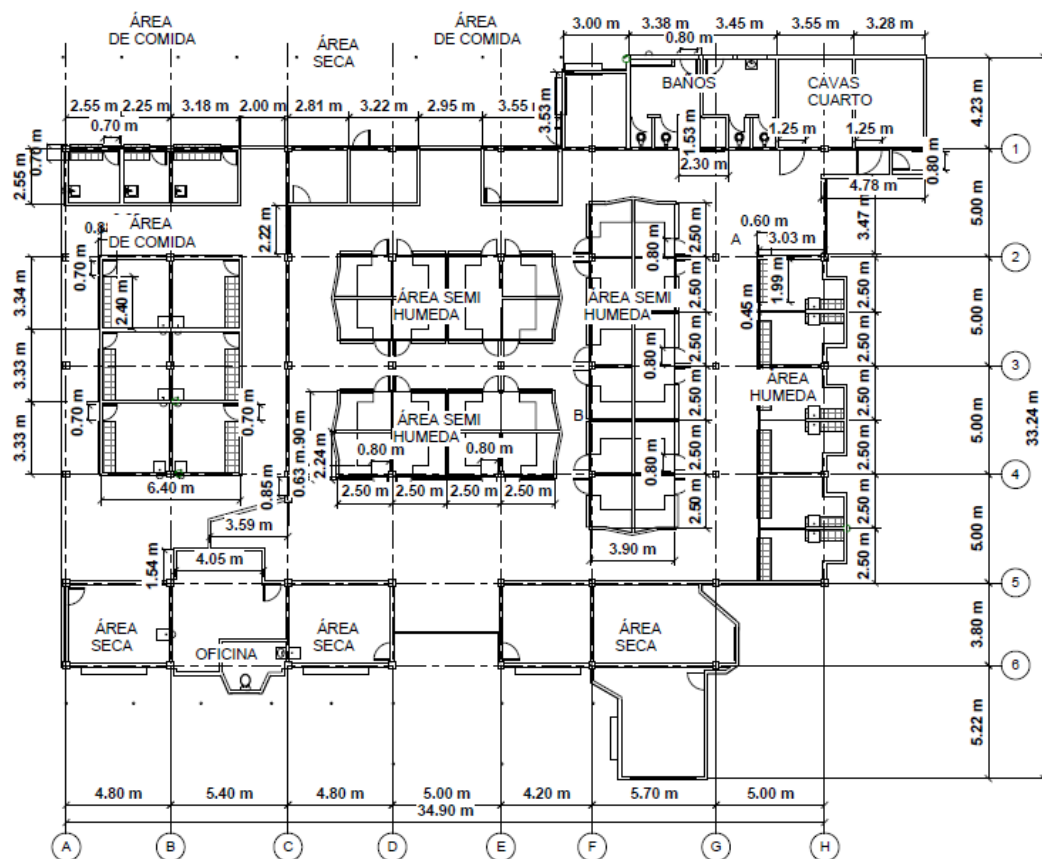 ÁREA
DE COMIDA
ÁREA
SECA
ÁREA
DE COMIDA
3.00 m
3.38 m
3.45 m
3.55 m
3.28 m
0.80 m
BAÑOS
CAVAS
CUARTO
4.23 m
2.55 m
2.25 m
3.18 m
2.00 m
2.81 m
3.22 m
2.95 m
3.55
3.53 m
0.70 m
0.70 m
2.55 m
1.53 m
1.25 m
1.25 m
2.30 m
0.80 m
4.78 m
1
5.00 m
ÁREA
DE COMIDA
2.22 m
3.47 m
0.80 m
2.50 m
A
0.60 m
3.03 m
2
0.70 m
3.34 m
2.40 m
ÁREA SEMI
HUMEDA
ÁREA SEMI
HUMEDA
2.50 m
1.99 m
0.45 m
2.50 m
5.00 m
3.33 m
0.80 m
2.50 m
2.50 m
3
ÁREA
HUMEDA
33.24 m
0.70 m
0.70 m
3.33 m
ÁREA SEMI
HUMEDA
B
2.50 m
2.50 m
5.00 m
0.80 m
0.80 m
0.80 m
2.24 m
0.63 m
.90 m
2.50 m
2.50 m
4
6.40 m
0.85 m
2.50 m
2.50 m
2.50 m
2.50 m
2.50 m
2.50 m
3.59 m
3.90 m
5.00 m
1.54 m
4.05 m
2.50 m
5
ÁREA
SECA
OFICINA
ÁREA
SECA
ÁREA
SECA
3.80 m
6
5.22 m
4.80 m
5.40 m
4.80 m
5.00 m
4.20 m
5.70 m
5.00 m
34.90 m
A
B
C
D
E
F
G
H